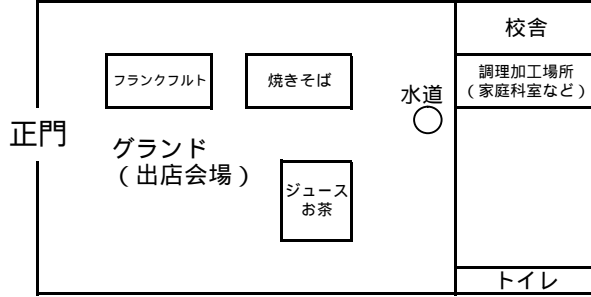 校舎
フランクフルト
焼きそば
調理加工場所
(家庭科室など)
水道
正門
グランド
(出店会場)
ジュース
お茶
トイレ